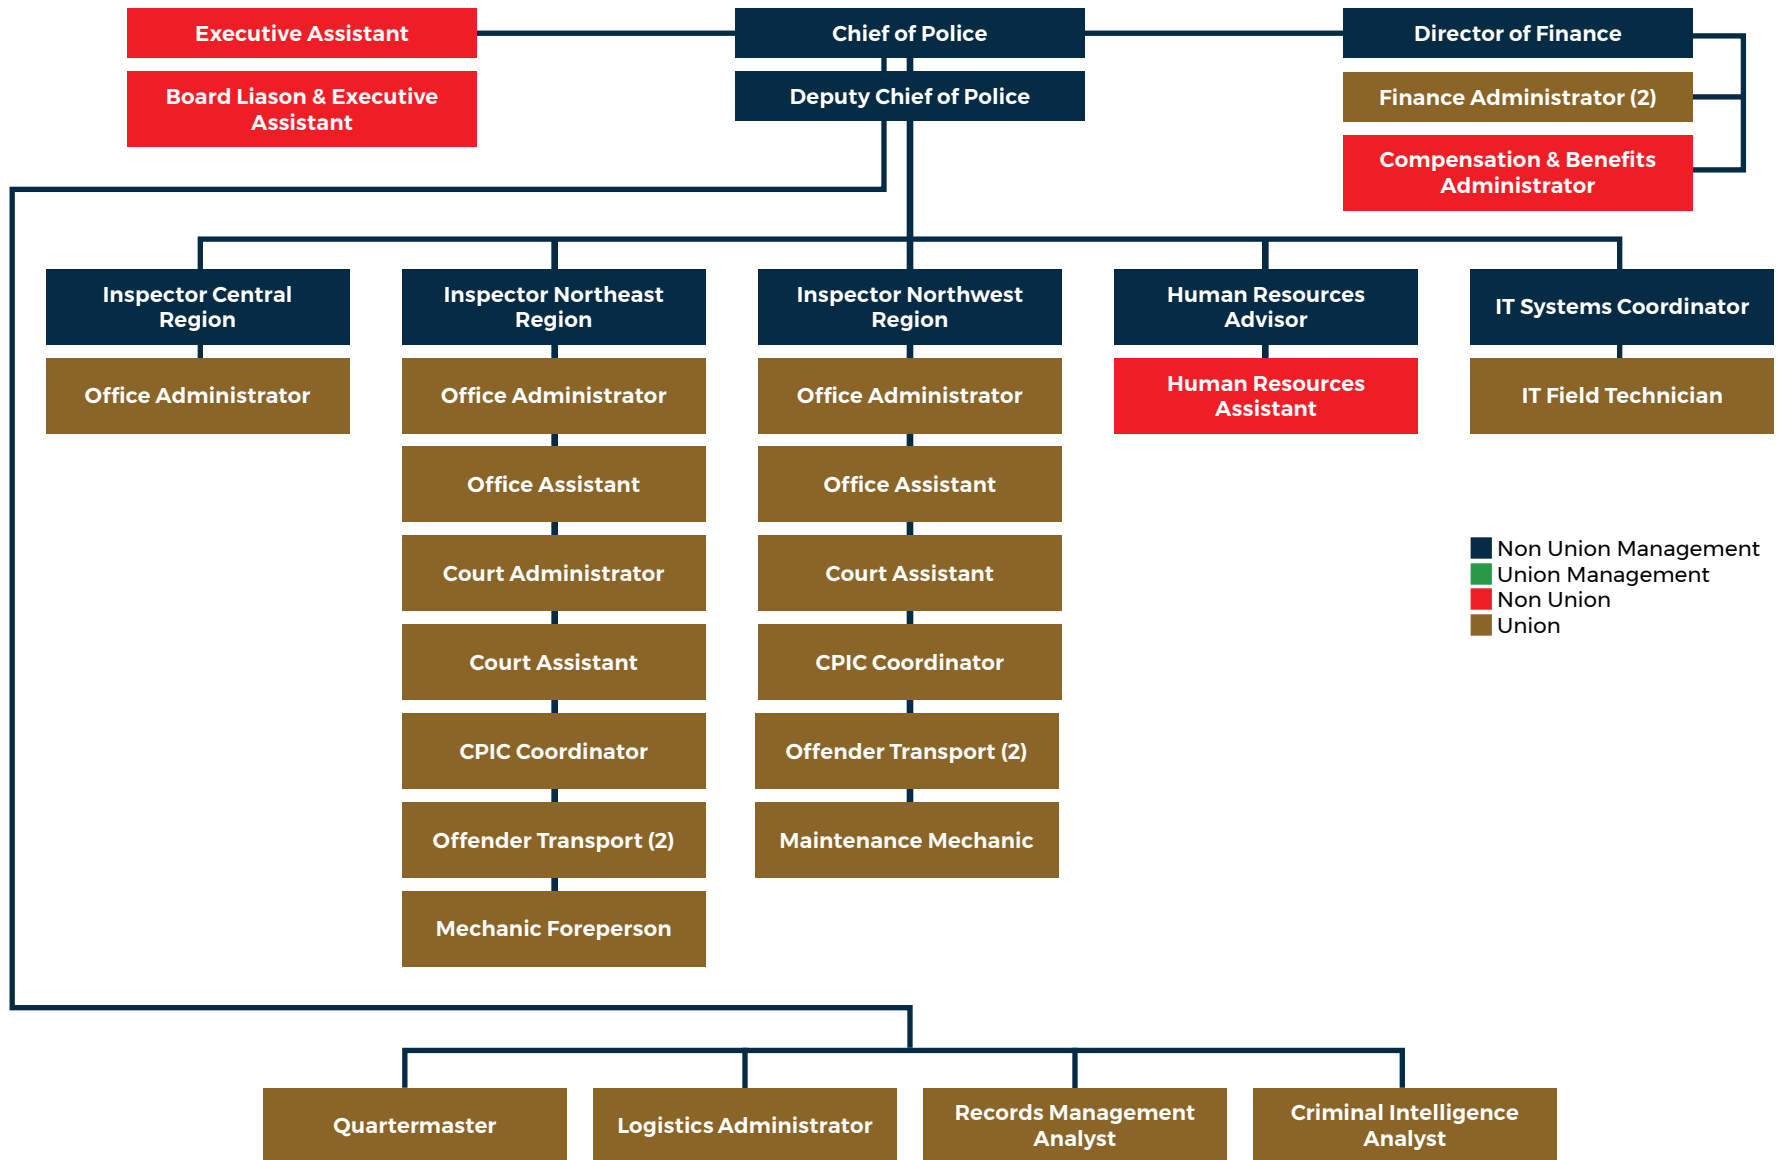 Executive Assistant
Chief of Police
Director of Finance
Board Liason & Executive
Assistant
Deputy Chief of Police
Finance Administrator (2)
Compensation & Benefits
Administrator
Inspector Central
Region
Inspector Northeast
Region
Inspector Northwest
Region
Human Resources
Advisor
IT Systems Coordinator
Office Administrator
Office Administrator
Office Administrator
Human Resources
Assistant
IT Field Technician
Office Assistant
Office Assistant
Court Administrator
Court Assistant
Non Union Management
Union Management
Non Union
Union
Court Assistant
CPIC Coordinator
CPIC Coordinator
Offender Transport (2)
Offender Transport (2)
Maintenance Mechanic
Mechanic Foreperson
Quartermaster
Logistics Administrator
Records Management
Analyst
Criminal Intelligence
Analyst